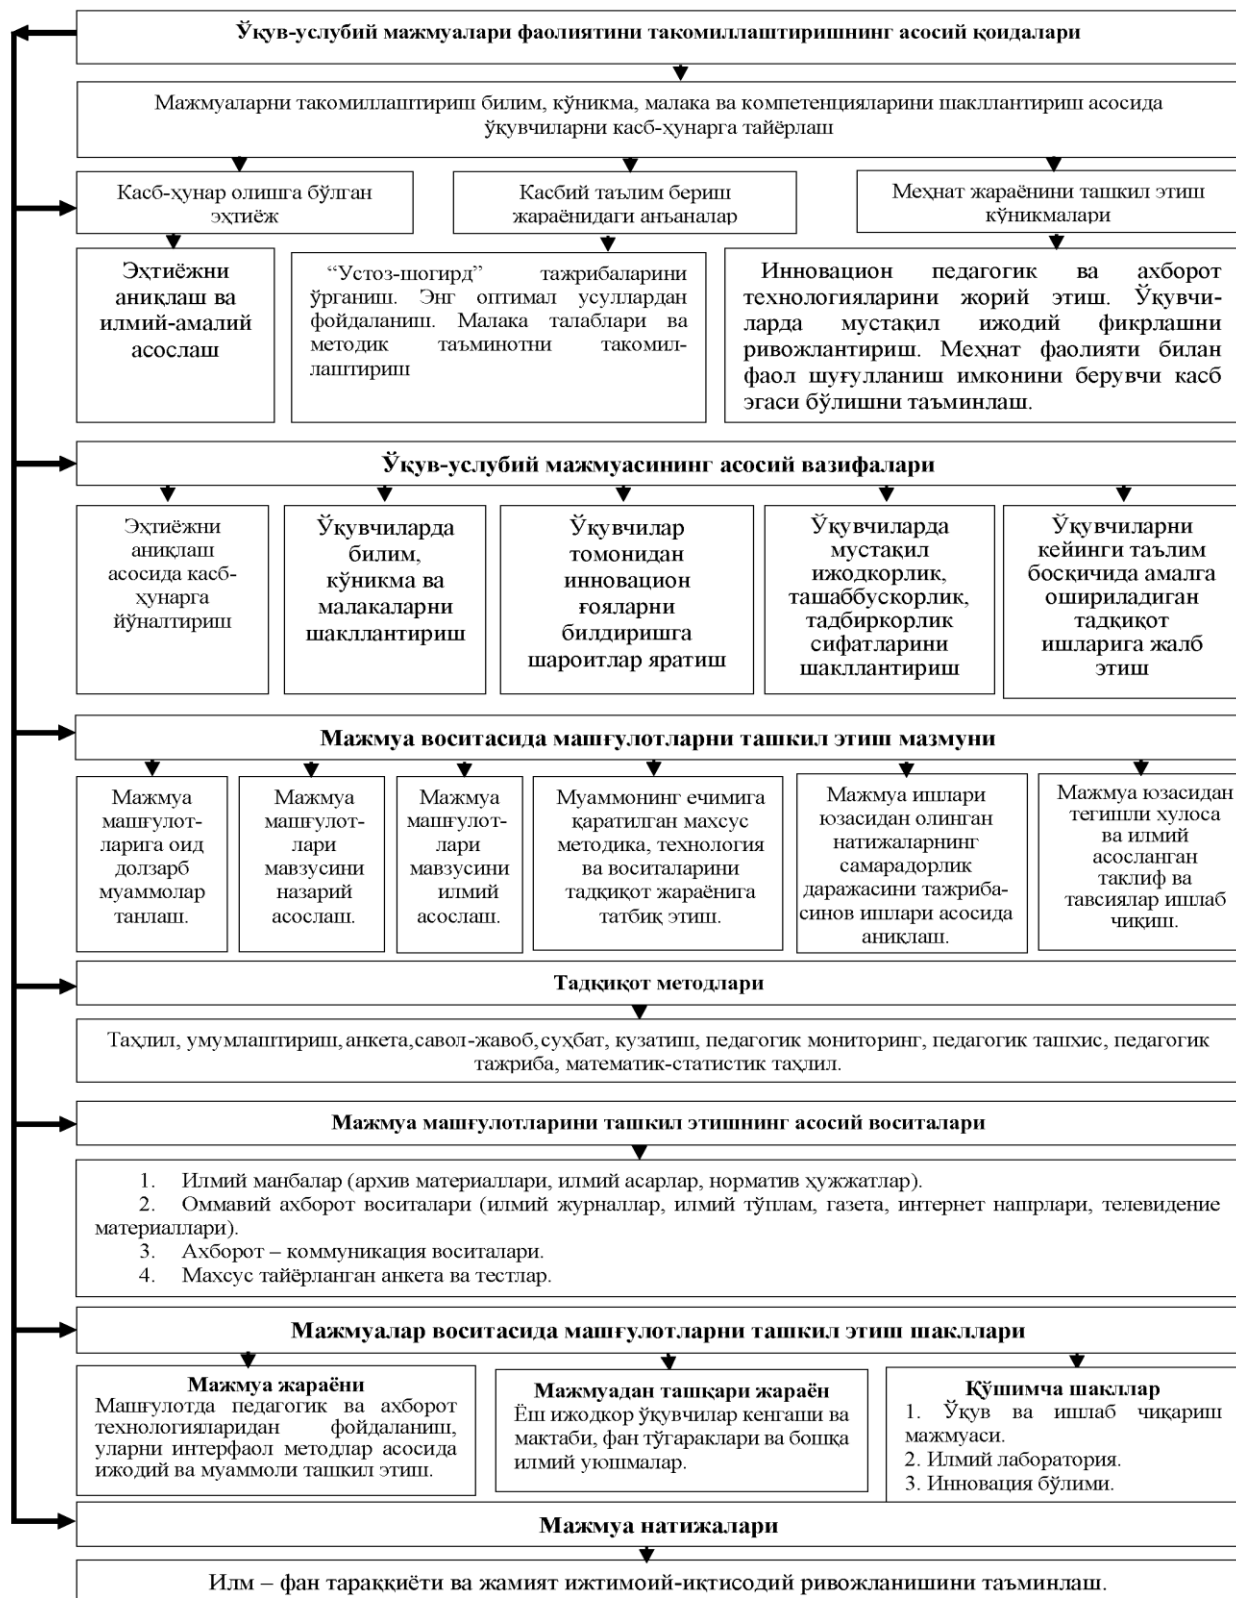 Ўқув-услубий мажмуалари фаолиятини такомиллаштиришнинг асосий қоидалари
Мажмуаларни такомиллаштириш билим, кўникма, малака ва компетенцияларини шакллантириш асосида
ўқувчиларни касб-ҳунарга тайёрлаш
Касб-ҳунар олишга бўлган
эҳтиёж
Касбий таълим бериш
жараёнидаги анъаналар
Меҳнат жараёнини ташкил этиш
кўникмалари
Эҳтиёжни
аниқлаш ва
илмий-амалий
асослаш
“Устоз-шогирд” тажрибаларини
ўрганиш. Энг оптимал усуллардан
фойдаланиш. Малака талаблари ва
методик таъминотни такомил-
лаштириш
Инновацион педагогик ва ахборот
технологияларини жорий этиш. Ўқувчи-
ларда мустақил ижодий фикрлашни
ривожлантириш. Меҳнат фаолияти билан
фаол шуғулланиш имконини берувчи касб
эгаси бўлишни таъминлаш.
Ўқув-услубий мажмуасининг асосий вазифалари
Эҳтиёжни
аниқлаш
асосида касб-
ҳунарга
йўналтириш
Ўқувчиларда
билим,
кўникма ва
малакаларни
шакллантириш
Ўқувчилар
томонидан
инновацион
ғояларни
билдиришга
шароитлар яратиш
Ўқувчиларда
мустақил
ижодкорлик,
ташаббускорлик,
тадбиркорлик
сифатларини
шакллантириш
Ўқувчиларни
кейинги таълим
босқичида амалга
ошириладиган
тадқиқот
ишларига жалб
этиш
Мажмуа воситасида машғулотларни ташкил этиш мазмуни
Мажмуа
машғулот-
ларига оид
долзарб
муаммолар
танлаш.
Мажмуа
машғулот-
лари
мавзусини
назарий
асослаш.
Мажмуа
машғулот-
лари
мавзусини
илмий
асослаш.
Муаммонинг ечимига
қаратилган махсус
методика, технология
ва воситаларини
тадқиқот жараёнига
татбиқ этиш.
Мажмуа ишлари
юзасидан олинган
натижаларнинг
самарадорлик
даражасини тажриба-
синов ишлари асосида
аниқлаш.
Мажмуа юзасидан
тегишли хулоса
ва илмий
асосланган
таклиф ва
тавсиялар ишлаб
чиқиш.
Тадқиқот методлари
Таҳлил, умумлаштириш,анкета,савол-жавоб,суҳбат, кузатиш, педагогик мониторинг, педагогик ташхис, педагогик
тажриба, математик-статистик таҳлил.
Мажмуа машғулотларини ташкил этишнинг асосий воситалари
1. Илмий манбалар (архив материаллари, илмий асарлар, норматив ҳужжатлар).
2. Оммавий ахборот воситалари (илмий журналлар, илмий тўплам, газета, интернет нашрлари, телевидение
материаллари).
3. Ахборот – коммуникация воситалари.
4. Махсус тайёрланган анкета ва тестлар.
Мажмуалар воситасида машғулотларни ташкил этиш шакллари
Мажмуа жараёни
Машғулотда педагогик ва ахборот
технологияларидан фойдаланиш,
уларни интерфаол методлар асосида
ижодий ва муаммоли ташкил этиш.
Мажмуадан ташқари жараён
Ёш ижодкор ўқувчилар кенгаши ва
мактаби, фан тўгараклари ва бошқа
илмий уюшмалар.
Қўшимча шакллар
1. Ўқув ва ишлаб чиқариш
мажмуаси.
2. Илмий лаборатория.
3. Инновация бўлими.
Мажмуа натижалари
Илм – фан тараққиёти ва жамият ижтимоий-иқтисодий ривожланишини таъминлаш.